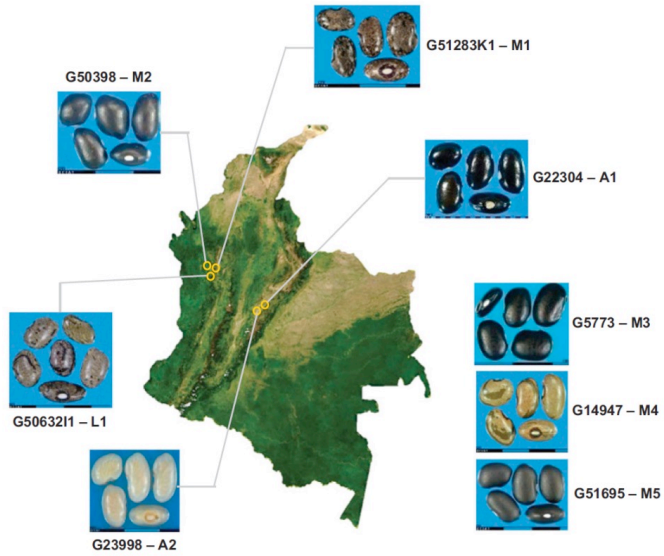 G51283K1 – M1
G50398 – M2
G22304 – A1
G5773 – M3
G50632I1 – L1
G14947 – M4
G51695 – M5
G23998 – A2